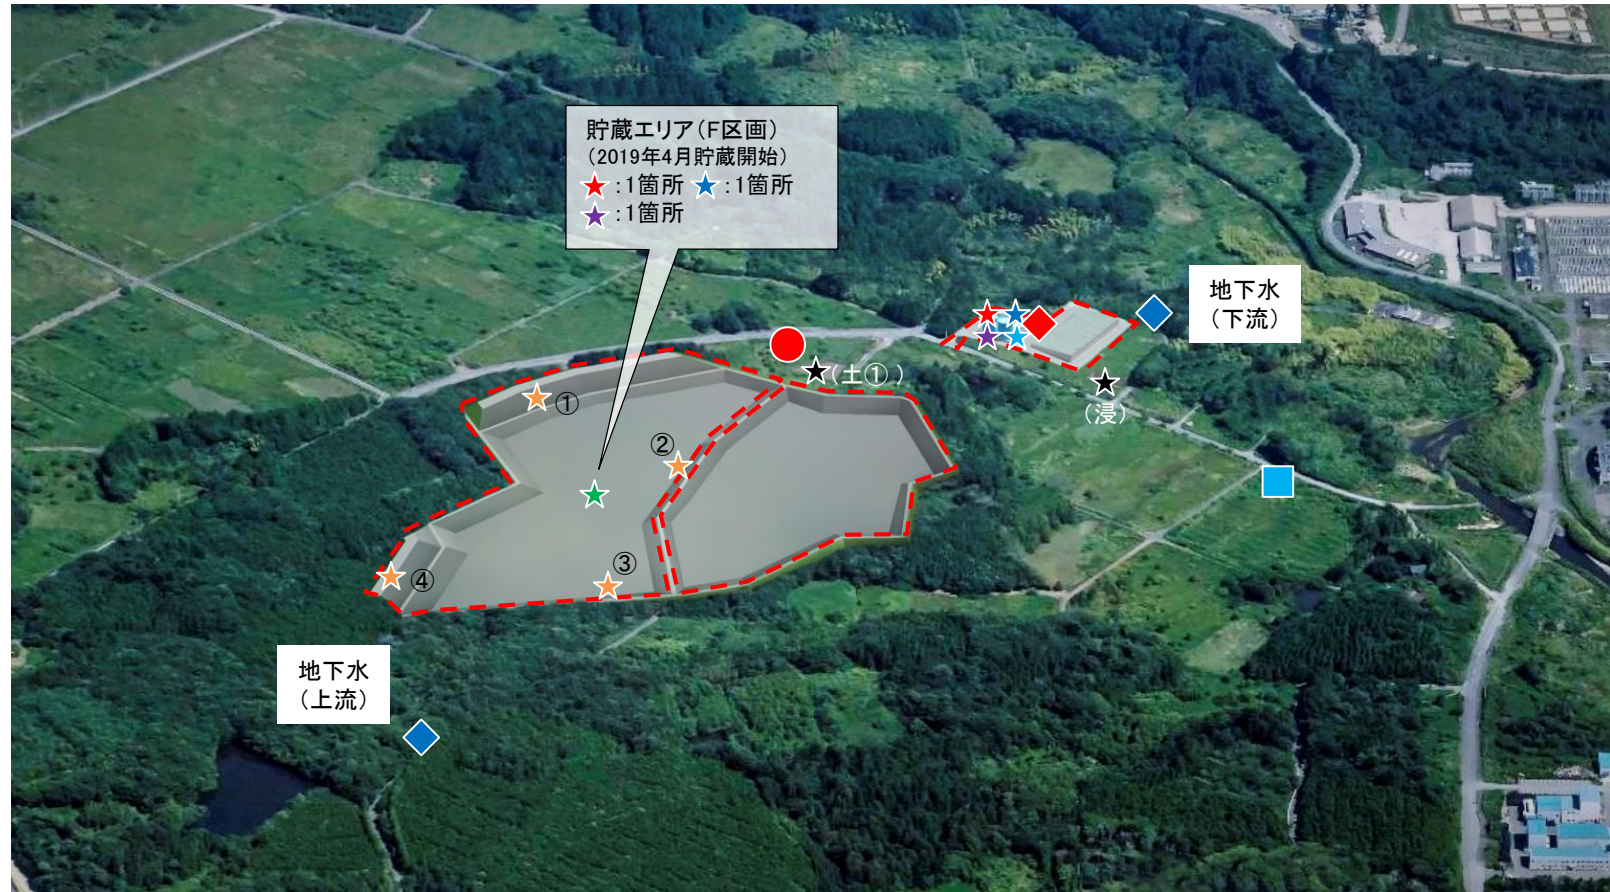 貯蔵エリア(F区画)
(2019年4月貯蔵開始)
★:1箇所 ★:1箇所
★:1箇所
地下水
(下流)
(土①)
(浸)
①
②
③
④
地下水
(上流)